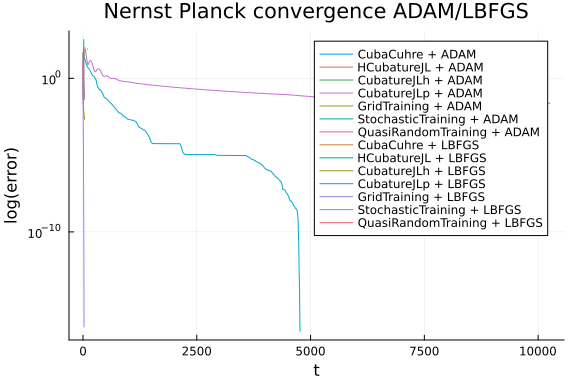 Nernst Planck convergence ADAM/LBFGS
log(error)
10^0
10^-10
CubaCuhre + ADAM
HCubatureJL + ADAM
CubatureJLh + ADAM
CubatureJLp + ADAM
GridTraining + ADAM
StochasticTraining + ADAM
QuasiRandomTraining + ADAM
CubaCuhre + LBFGS
HCubatureJL + LBFGS
CubatureJLh + LBFGS
CubatureJLp + LBFGS
GridTraining + LBFGS
StochasticTraining + LBFGS
QuasiRandomTraining + LBFGS
0 2500 5000 7500 10000
t